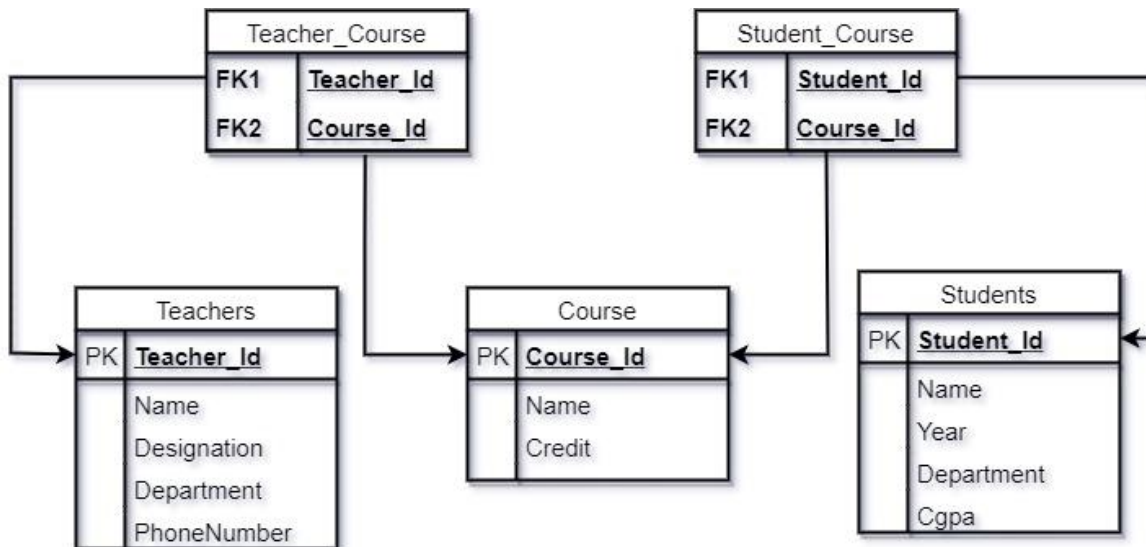 Teacher_Course
FK1 Teacher_Id
FK2 Course_Id
Student_Course
FK1 Student_Id
FK2 Course_Id
Teachers
PK Teacher_Id
Name
Designation
Department
PhoneNumber
Course
PK Course_Id
Name
Credit
Students
PK Student_Id
Name
Year
Department
Cgpa